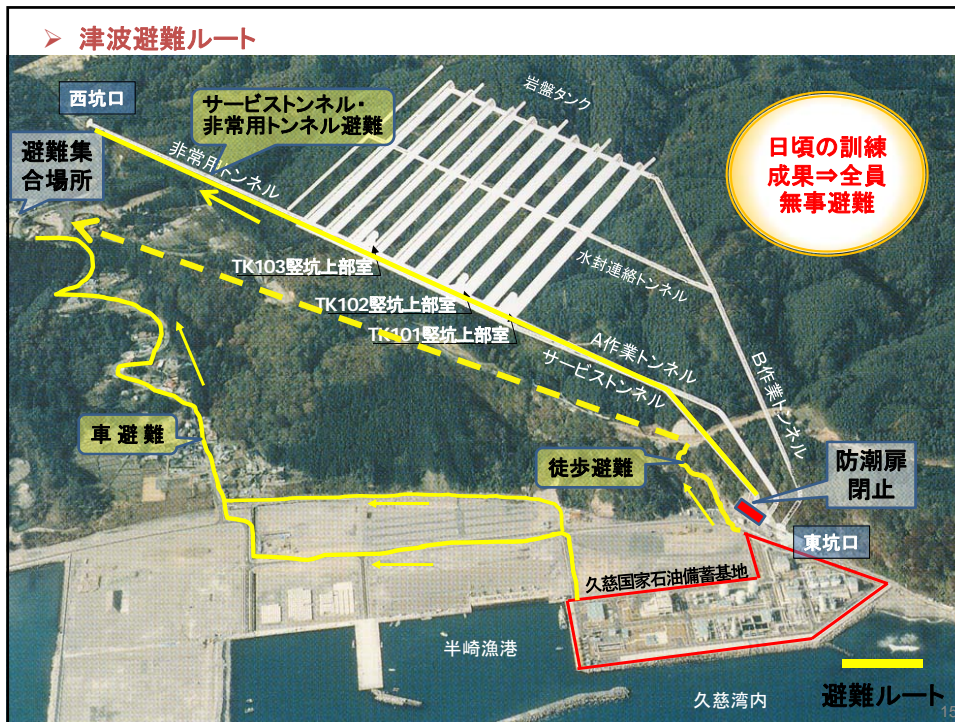 ➢ 津波避難ルート
西坑口
サービストンネル・
非常用トンネル避難
岩盤タンク
避難集
合場所
非常用トンネル
日頃の訓練
成果⇒全員
無事避難
水封連絡トンネル
TK103竪坑上部室
TK102竪坑上部室
TK101竪坑上部室
A作業トンネル
サービストンネル
B作業トンネル
車避難
徒歩避難
防潮扉
閉止
東坑口
久慈国家石油備蓄基地
半崎漁港
久慈湾内
避難ルート
15